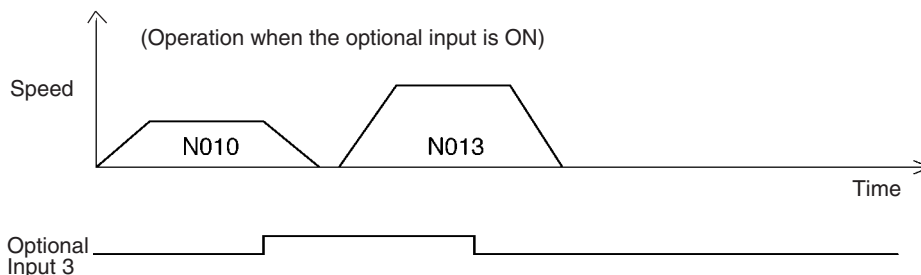 (Operation when the optional input is ON)
Speed
N010
N013
Time
Optional
Input 3